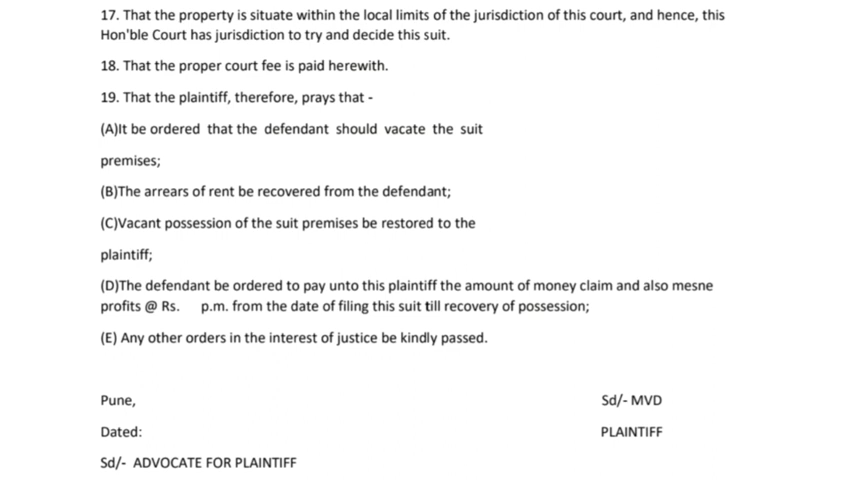 17. That the property is situate within the local limits of the jurisdiction of this court, and hence, this
Hon'ble Court has jurisdiction to try and decide this suit.
18. That the proper court fee is paid herewith.
19. That the plaintiff, therefore, prays that -
(A)It be ordered that the defendant should vacate the suit
premises;
(B)The arrears of rent be recovered from the defendant;
(C)Vacant possession of the suit premises be restored to the
plaintiff;
(D)The defendant be ordered to pay unto this plaintiff the amount of money claim and also mesne
profits @ Rs. p.m. from the date of filing this suit till recovery of possession;
(E) Any other orders in the interest of justice be kindly passed.
Pune, Sd/- MVD
Dated: PLAINTIFF
Sd/- ADVOCATE FOR PLAINTIFF